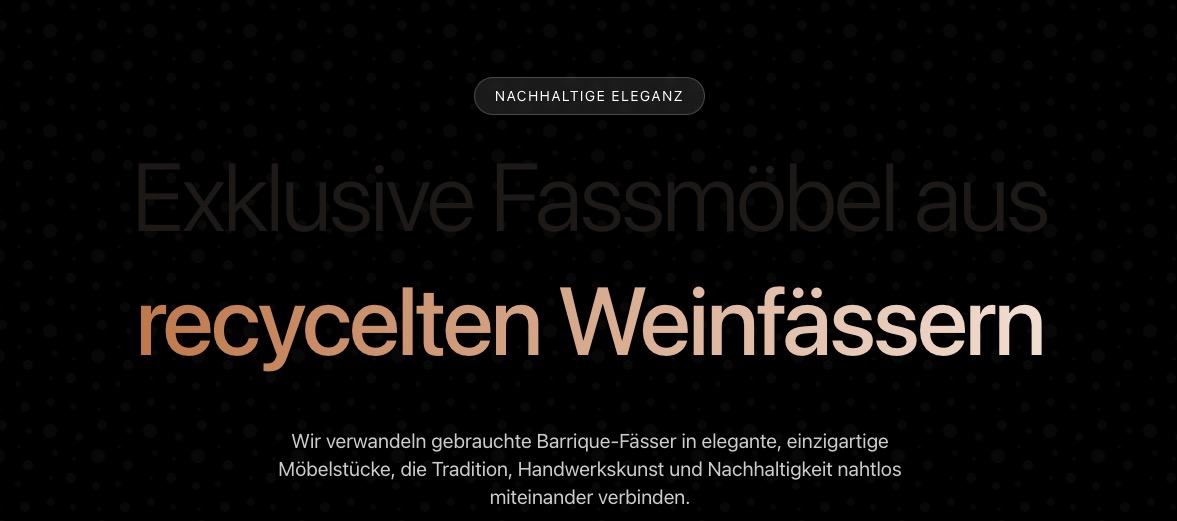 NACHHALTIGE ELEGANZ
Exklusive Fassmöbel aus
recycelten Weinfässern
Wir verwandeln gebrauchte Barrique-Fässer in elegante, einzigartige
Möbelstücke, die Tradition, Handwerkskunst und Nachhaltigkeit nahtlos
miteinander verbinden.